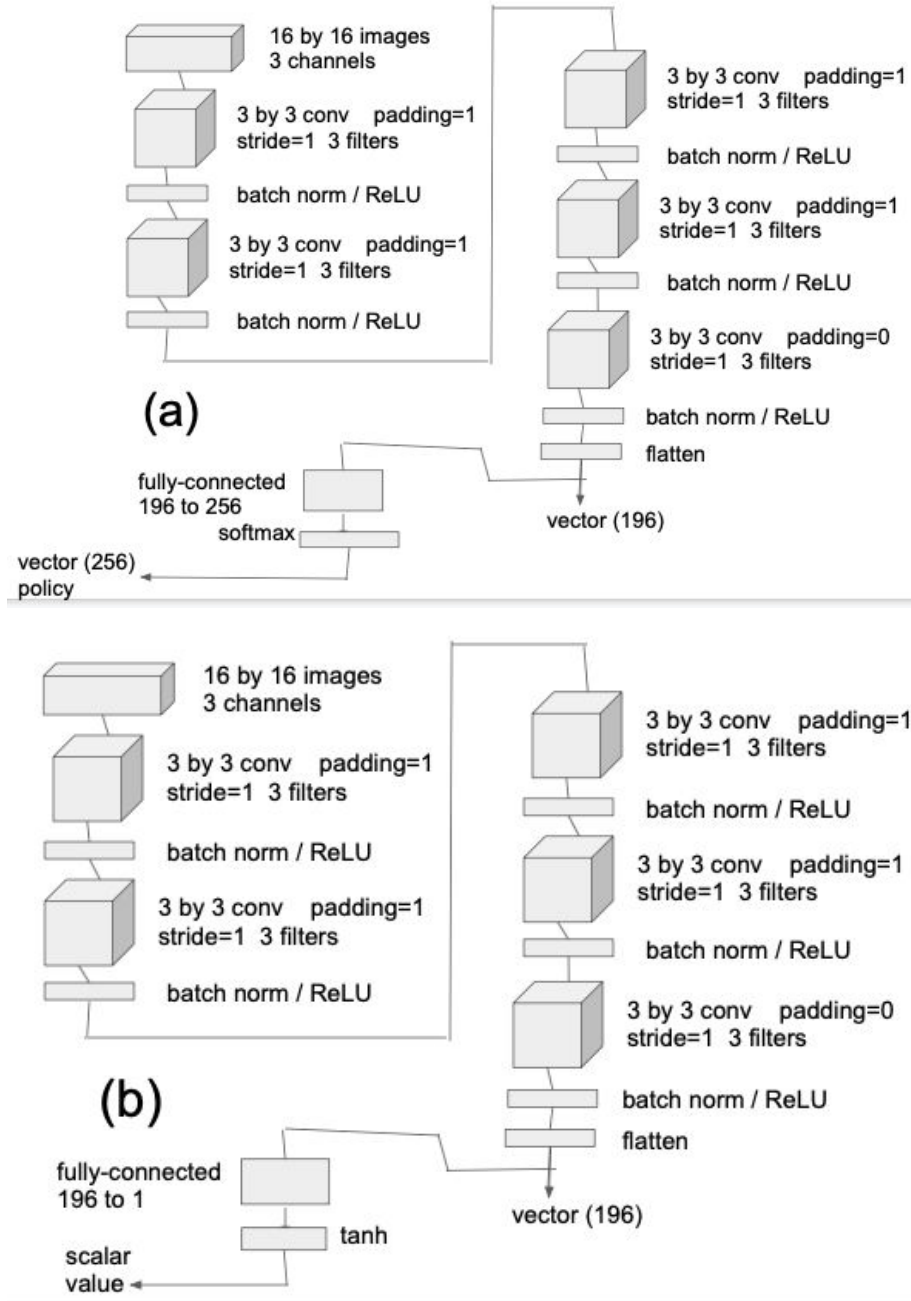 16 by 16 images
3 channels
3 by 3 conv padding=1
stride=1 3 filters
batch norm / ReLU
3 by 3 conv padding=1
stride=1 3 filters
batch norm / ReLU
3 by 3 conv padding=1
stride=1 3 filters
batch norm / ReLU
3 by 3 conv padding=1
stride=1 3 filters
batch norm / ReLU
3 by 3 conv padding=0
stride=1 3 filters
batch norm / ReLU
flatten
vector (196)
(a)
fully-connected
196 to 256
softmax
vector (256)
policy
16 by 16 images
3 channels
3 by 3 conv padding=1
stride=1 3 filters
batch norm / ReLU
3 by 3 conv padding=1
stride=1 3 filters
batch norm / ReLU
3 by 3 conv padding=1
stride=1 3 filters
batch norm / ReLU
3 by 3 conv padding=1
stride=1 3 filters
batch norm / ReLU
3 by 3 conv padding=0
stride=1 3 filters
batch norm / ReLU
flatten
vector (196)
(b)
fully-connected
196 to 1
tanh
scalar
value